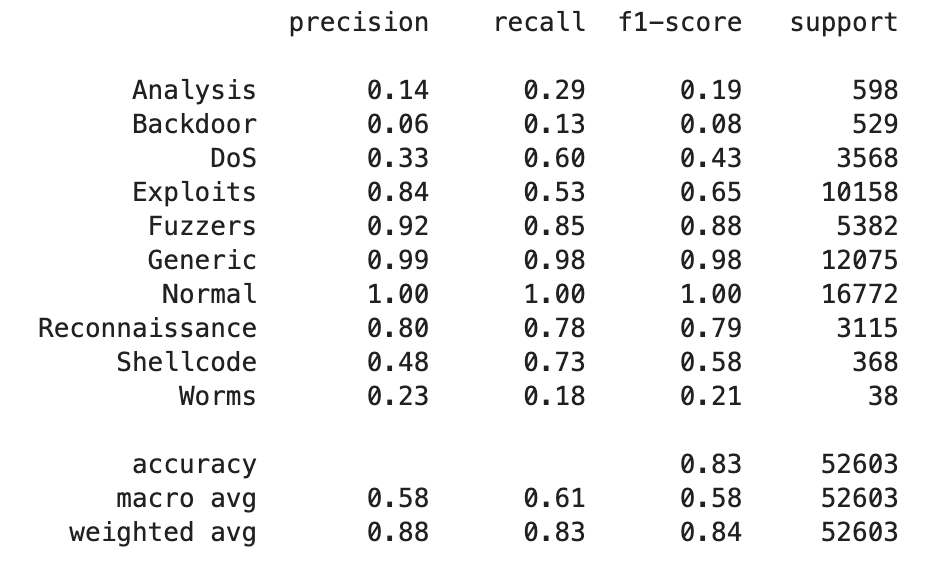 precision recall f1-score support
Analysis 0.14 0.29 0.19 598
Backdoor 0.06 0.13 0.08 529
DoS 0.33 0.60 0.43 3568
Exploits 0.84 0.53 0.65 10158
Fuzzers 0.92 0.85 0.88 5382
Generic 0.99 0.98 0.98 12075
Normal 1.00 1.00 1.00 16772
Reconnaissance 0.80 0.78 0.79 3115
Shellcode 0.48 0.73 0.58 368
Worms 0.23 0.18 0.21 38
accuracy 0.83 52603
macro avg 0.58 0.61 0.58 52603
weighted avg 0.88 0.83 0.84 52603